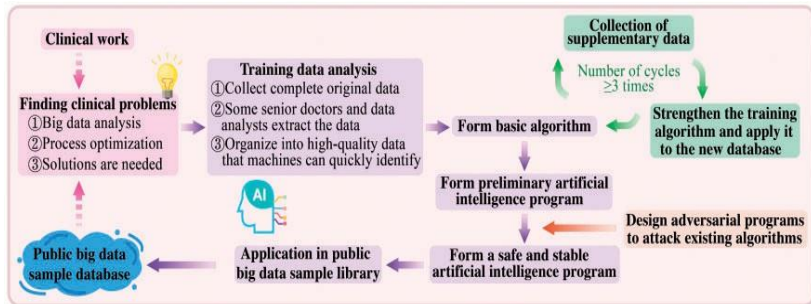 Clinical work
Finding clinical problems
①Big data analysis
②Process optimization
③Solutions are needed
Training data analysis
①Collect complete original data
②Some senior doctors and data
analysts extract the data
③Organize into high-quality data
that machines can quickly identify
AI
Form basic algorithm
Collection of
supplementary data
Number of cycles
≥3 times
Strengthen the training
algorithm and apply it
to the new database
Form preliminary artificial
intelligence program
Design adversarial programs
to attack existing algorithms
Form a safe and stable
artificial intelligence program
Application in public
big data sample library
Public big data
sample database